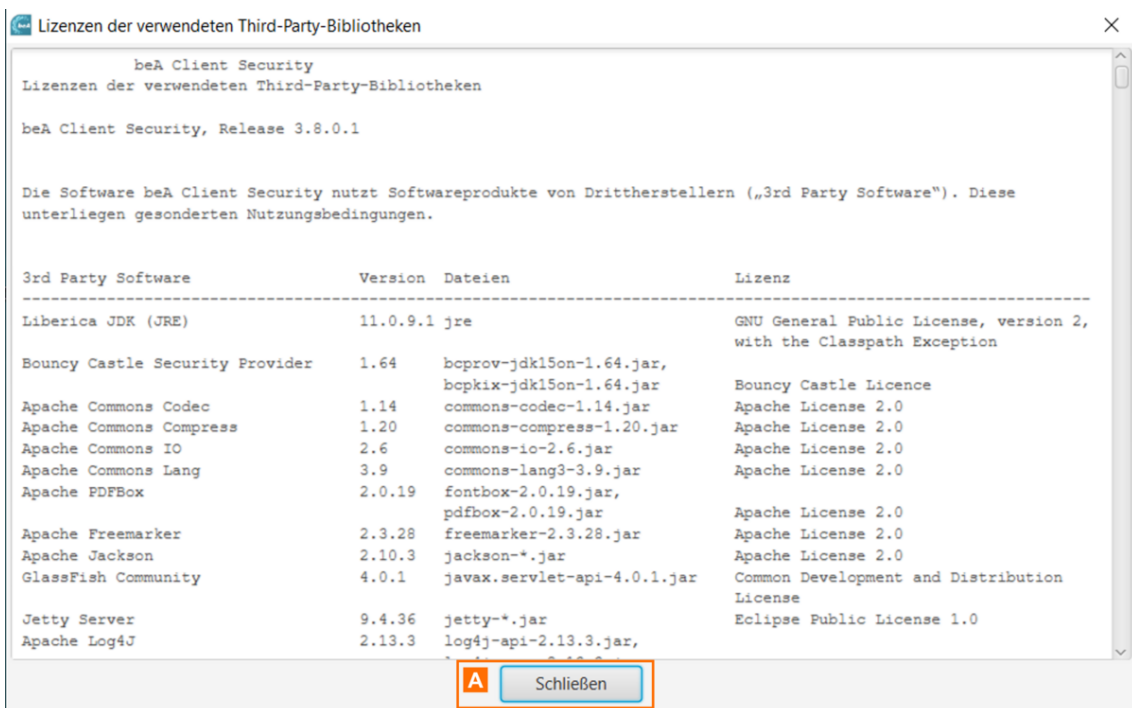 Lizenzen der verwendeten Third-Party-Bibliotheken
beA Client Security
Lizenzen der verwendeten Third-Party-Bibliotheken
beA Client Security, Release 3.8.0.1
Die Software beA Client Security nutzt Softwareprodukte von Drittherstellern („3rd Party Software"). Diese
unterliegen gesonderten Nutzungsbedingungen.
3rd Party Software Version Dateien Lizenz
Liberica JDK (JRE) 11.0.9.1 jre GNU General Public License, version 2,
with the Classpath Exception
Bouncy Castle Security Provider 1.64 bcprov-jdk15on-1.64.jar,
bcpkix-jdk15on-1.64.jar Bouncy Castle Licence
Apache Commons Codec 1.14 commons-codec-1.14.jar Apache License 2.0
Apache Commons Compress 1.20 commons-compress-1.20.jar Apache License 2.0
Apache Commons IO 2.6 commons-io-2.6.jar Apache License 2.0
Apache Commons Lang 3.9 commons-lang3-3.9.jar Apache License 2.0
Apache PDFBox 2.0.19 fontbox-2.0.19.jar,
pdfbox-2.0.19.jar Apache License 2.0
Apache Freemarker 2.3.28 freemarker-2.3.28.jar Apache License 2.0
Apache Jackson 2.10.3 jackson-*.jar Apache License 2.0
GlassFish Community 4.0.1 javax.servlet-api-4.0.1.jar Common Development and Distribution
License
Jetty Server 9.4.36 jetty-*.jar Eclipse Public License 1.0
Apache Log4J 2.13.3 log4j-api-2.13.3.jar,
A Schließen